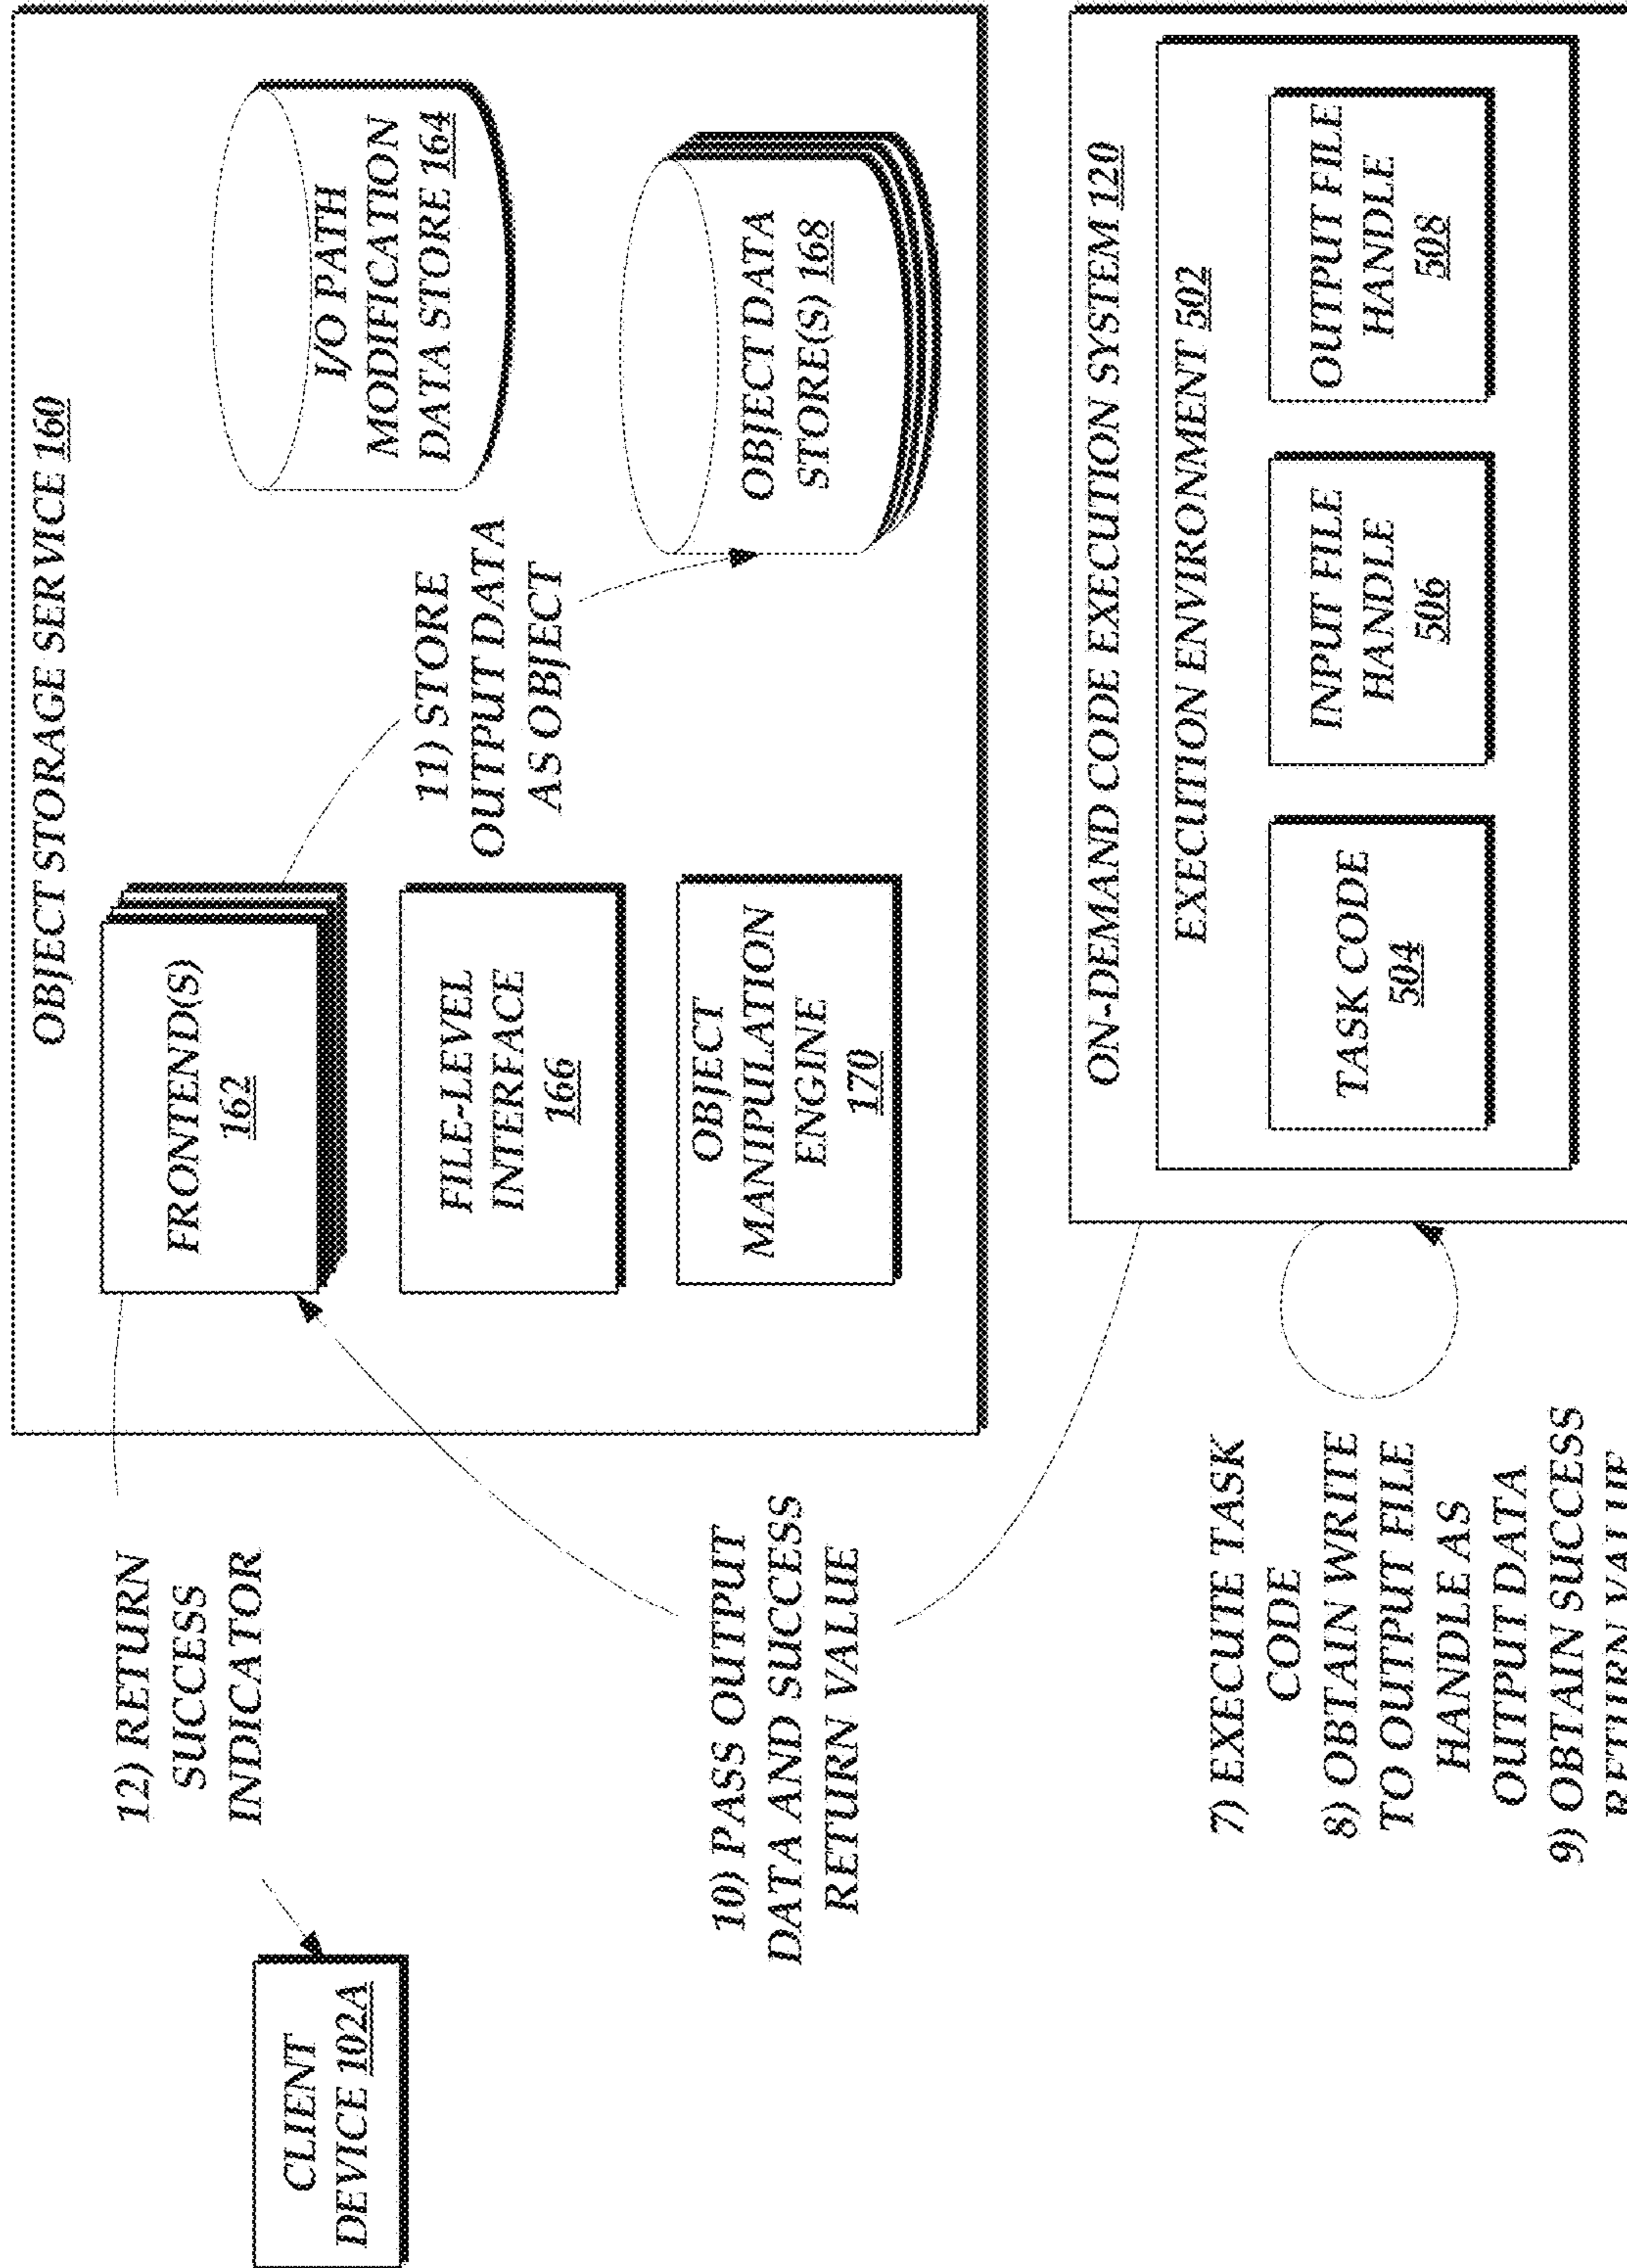 OBJECT STORAGE SERVICE 160
FRONTEND(S)
162
FILE-LEVEL
INTERFACE
166
OBJECT
MANIPULATION
ENGINE
170
I/O PATH
MODIFICATION
DATA STORE 164
OBJECT DATA
STORE(S) 168
11) STORE
OUTPUT DATA
AS OBJECT
12) RETURN
SUCCESS
INDICATOR
CLIENT
DEVICE 102A
10) PASS OUTPUT
DATA AND SUCCESS
RETURN VALUE
ON-DEMAND CODE EXECUTION SYSTEM 120
EXECUTION ENVIRONMENT 502
TASK CODE
504
INPUT FILE
HANDLE
506
OUTPUT FILE
HANDLE
508
7) EXECUTE TASK
CODE
8) OBTAIN WRITE
TO OUTPUT FILE
HANDLE AS
OUTPUT DATA
9) OBTAIN SUCCESS
RETURN VALUE